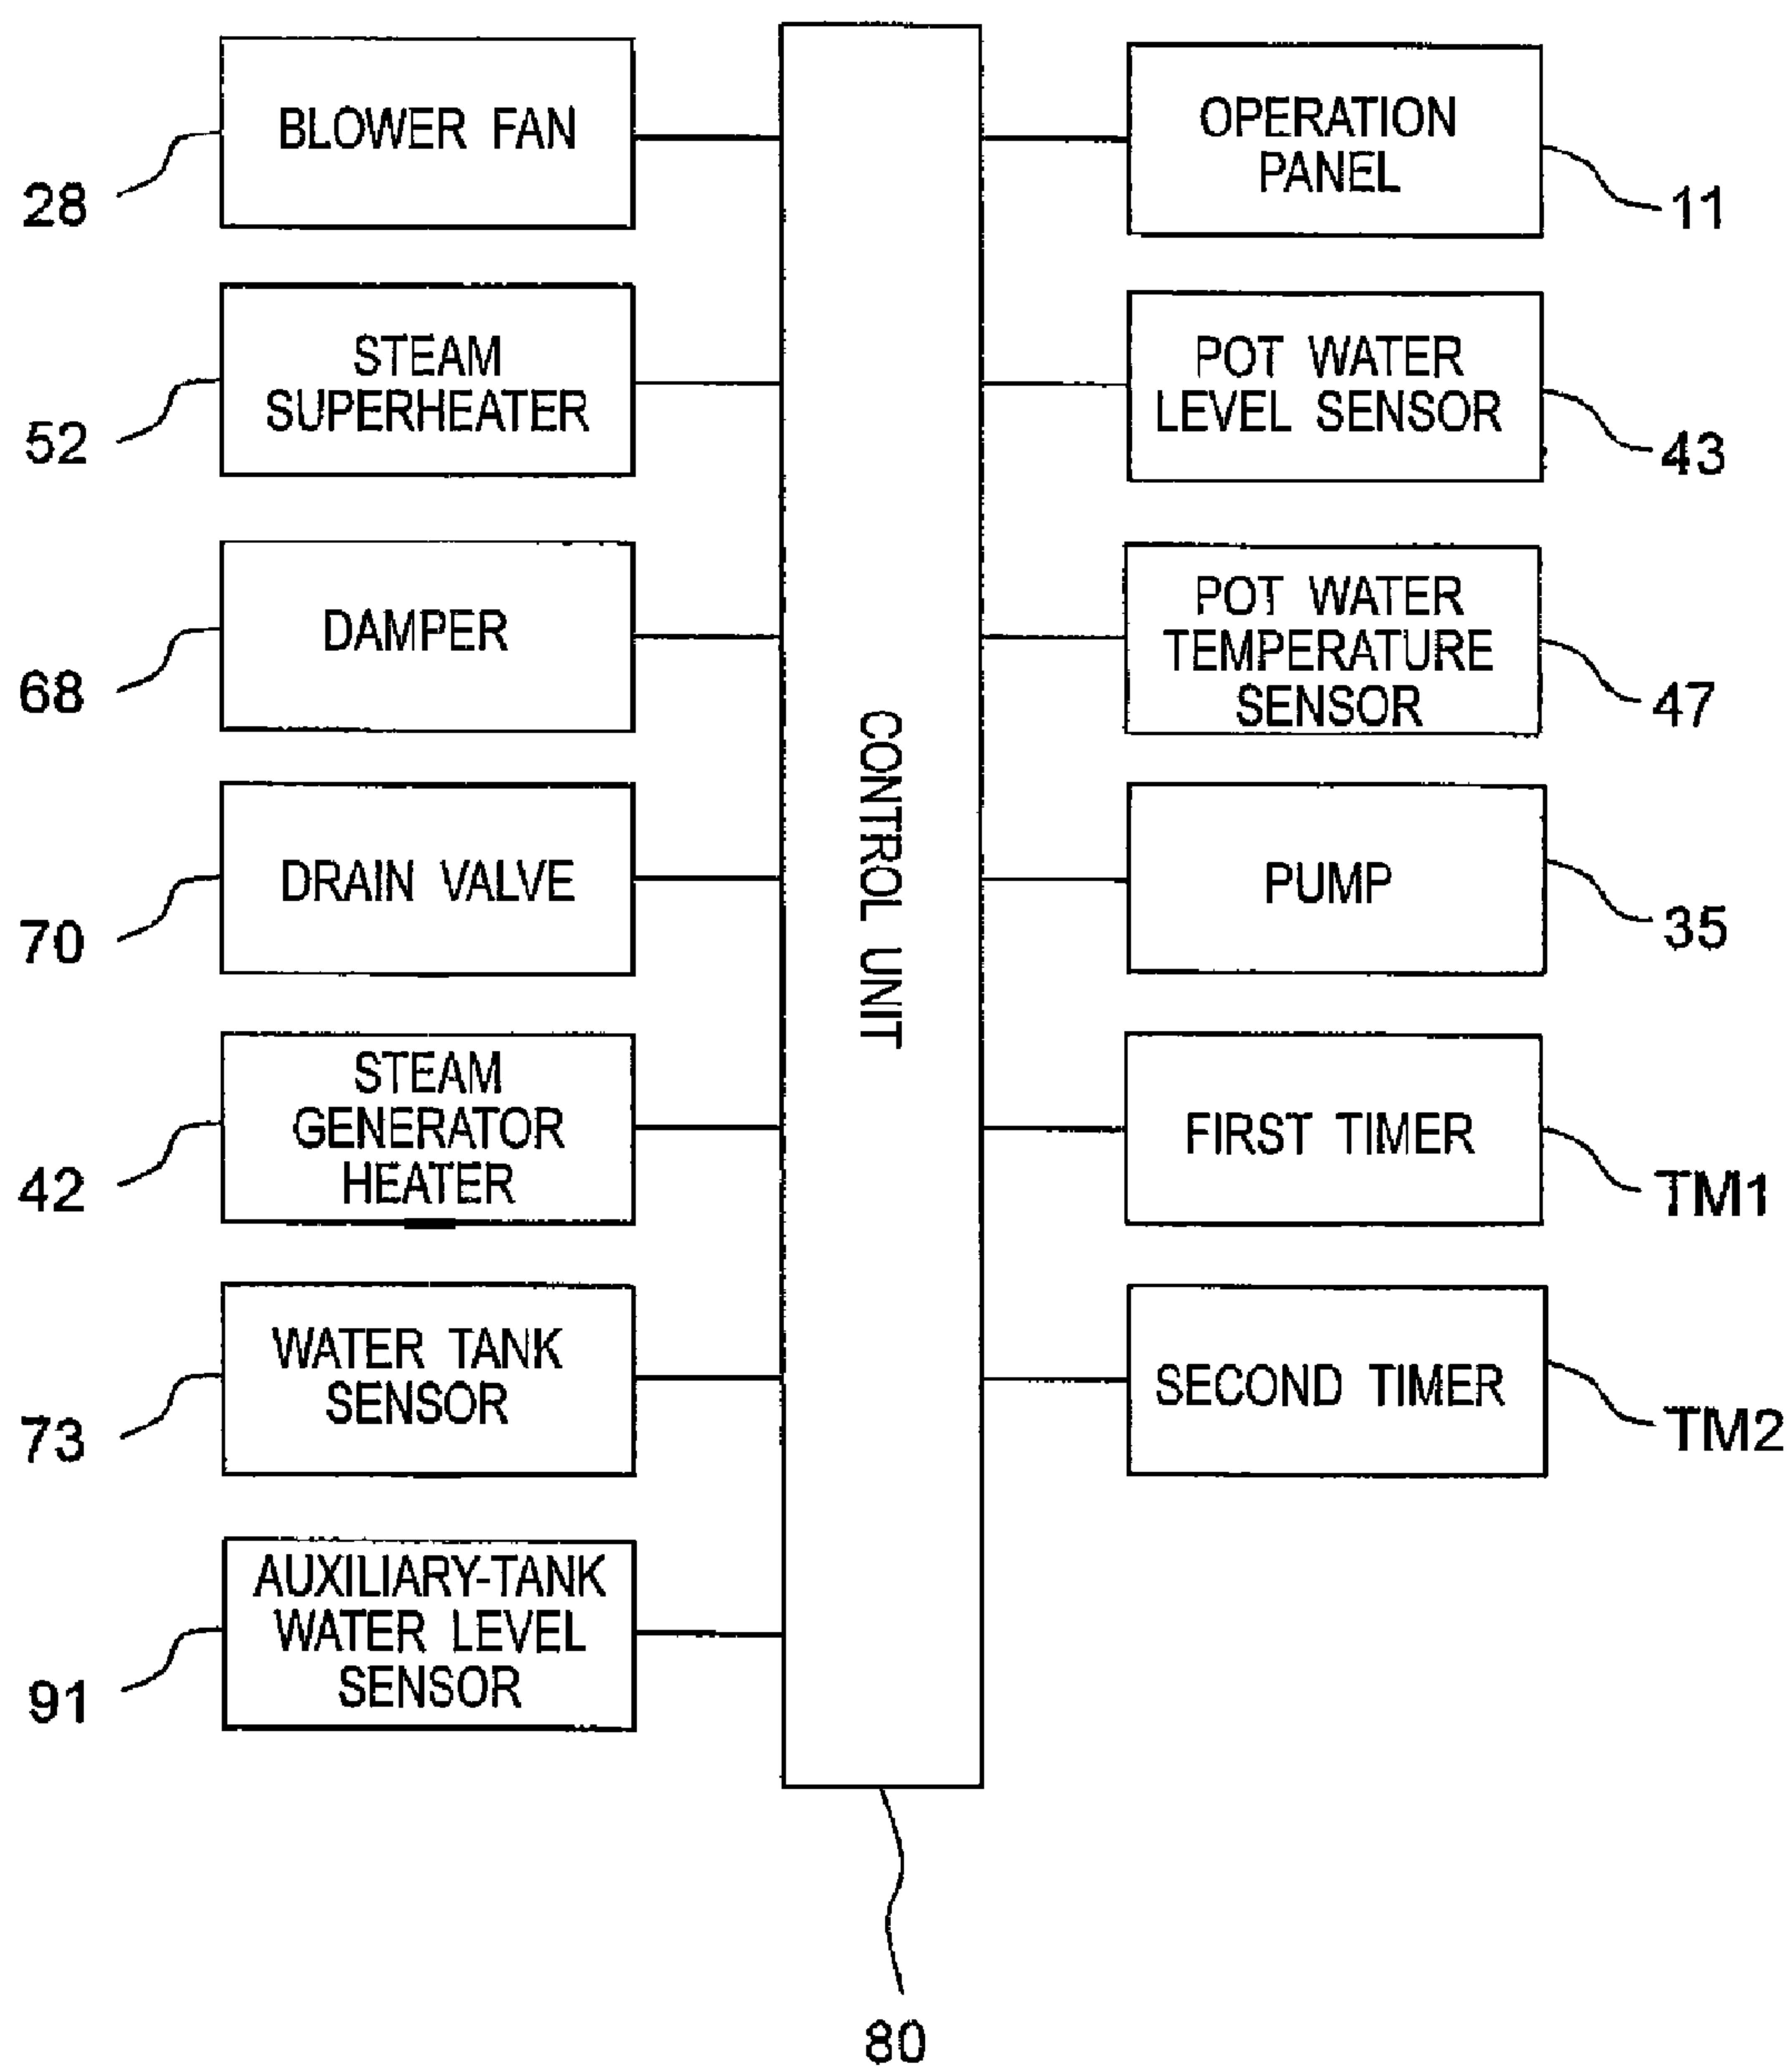 BLOWER FAN
28
STEAM
SUPERHEATER
52
DAMPER
68
DRAIN VALVE
70
STEAM
GENERATOR
HEATER
42
WATER TANK
SENSOR
73
AUXILIARY-TANK
WATER LEVEL
SENSOR
91
CONTROL UNIT
80
OPERATION
PANEL
11
POT WATER
LEVEL SENSOR
43
POT WATER
TEMPERATURE
SENSOR
47
PUMP
35
FIRST TIMER
TM1
SECOND TIMER
TM2